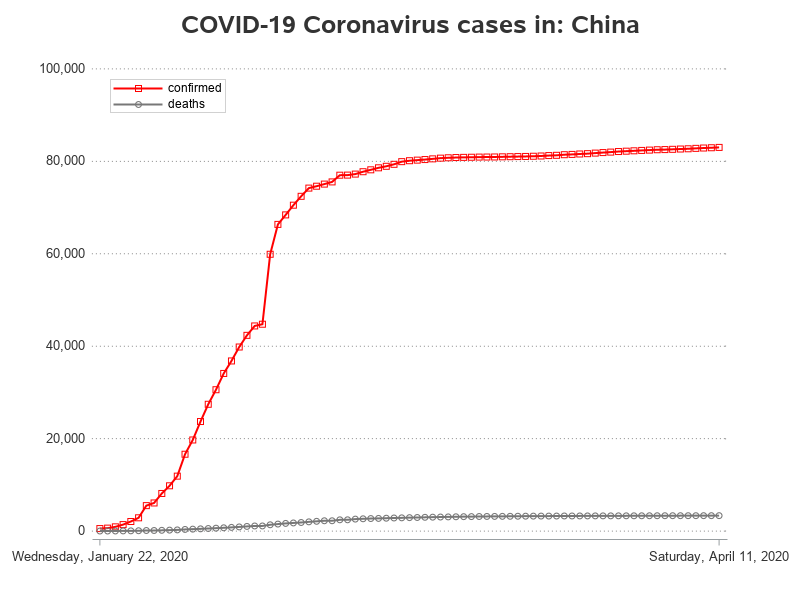 COVID-19 Coronavirus cases in: China
100,000
confirmed
deaths
80,000
60,000
40,000
20,000
0
Wednesday, January 22, 2020
Saturday, April 11, 2020